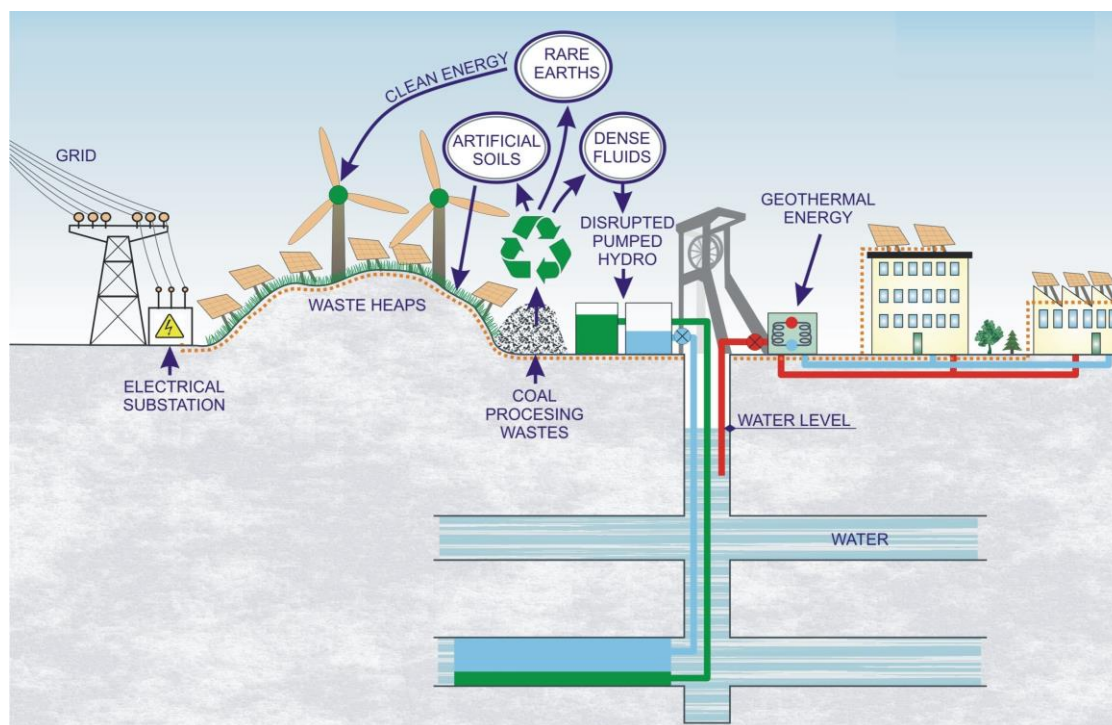 RARE
EARTHS
CLEAN ENERGY
ARTIFICIAL
SOILS
DENSE
FLUIDS
GRID
DISRUPTED
PUMPED
HYDRO
GEOTHERMAL
ENERGY
WASTE HEAPS
ELECTRICAL
SUBSTATION
COAL
PROCESING
WASTES
WATER LEVEL
WATER